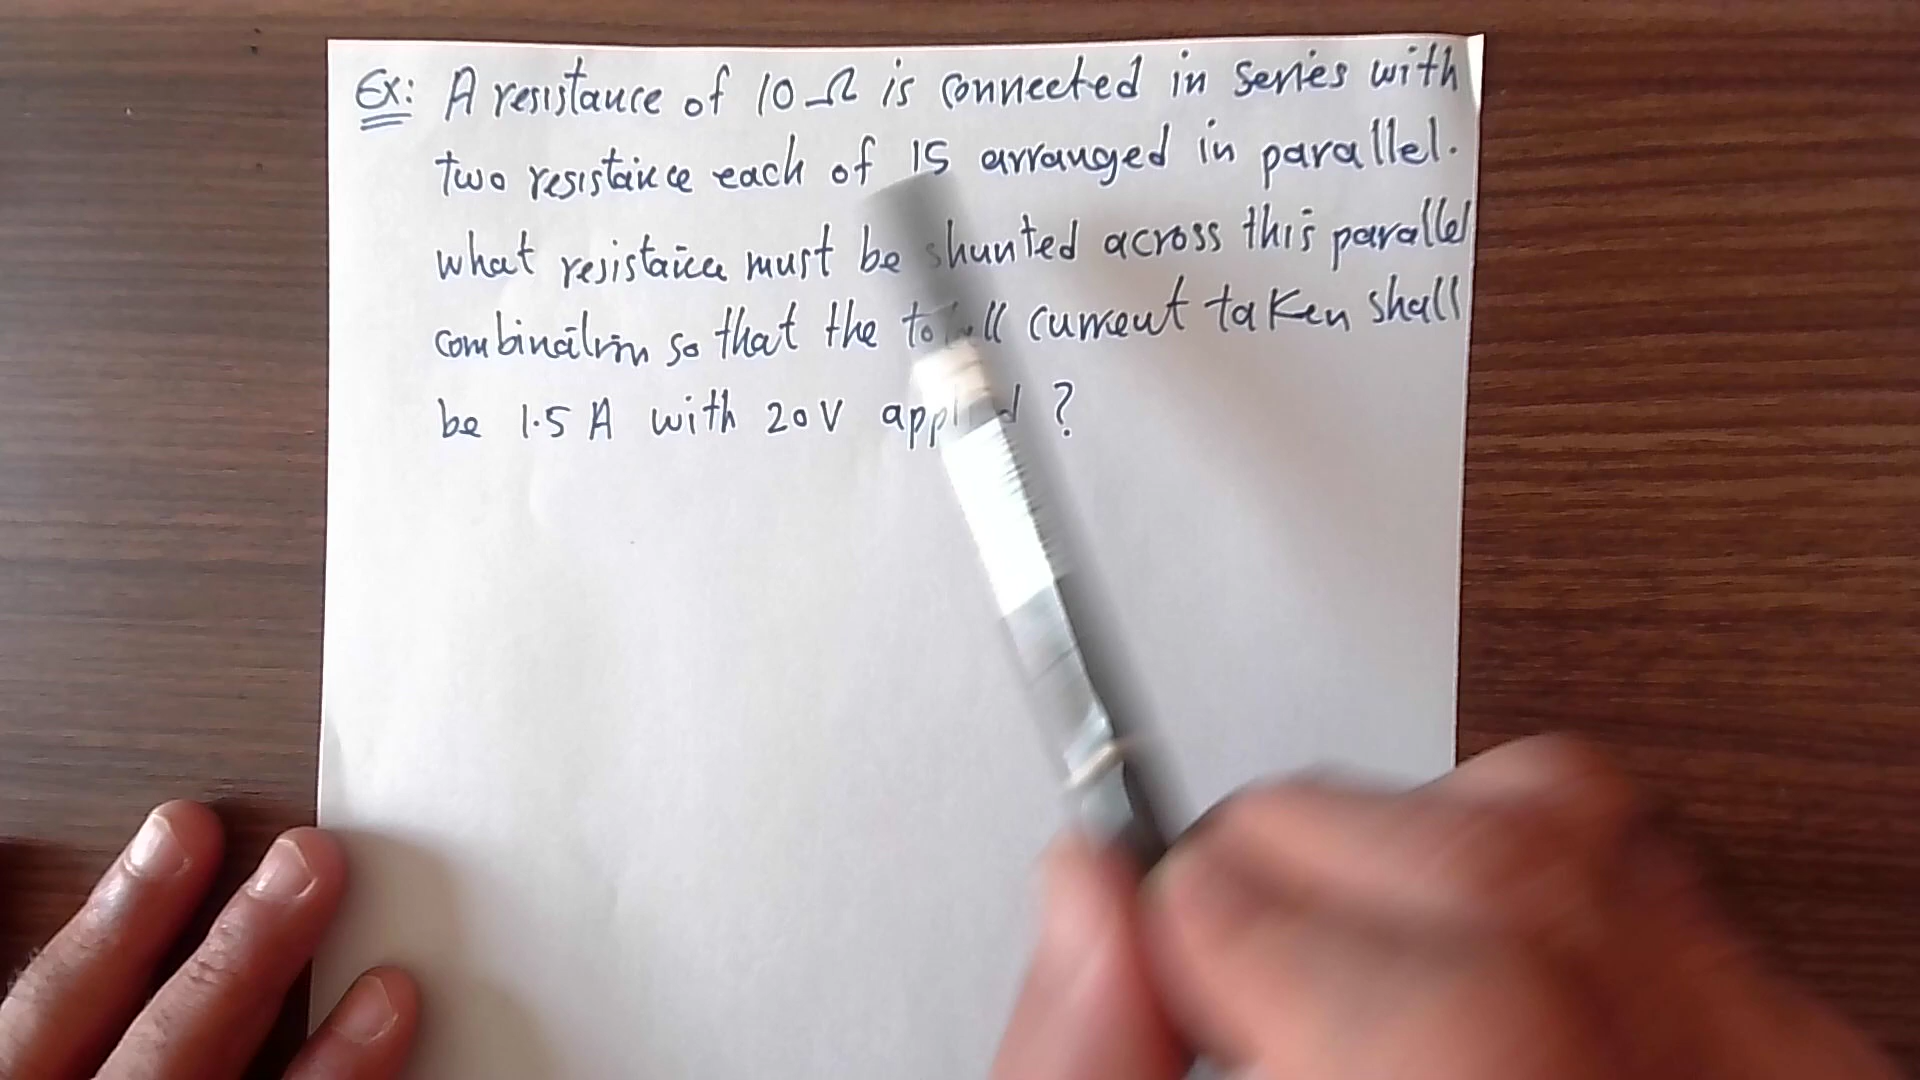 Ex: A resistance of 10 Ω is connected in series with
two resistance each of 15 arranged in parallel.
what resistance must be shunted across this parallel
combination so that the current taken shall
be 1.5 A with 20V ?